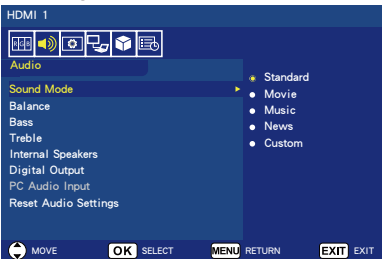 HDMI 1
RGB
Audio
Sound Mode
Balance
Bass
Treble
Internal Speakers
Digital Output
PC Audio Input
Reset Audio Settings
Standard
Movie
Music
News
Custom
MOVE OK SELECT MENU RETURN EXIT EXIT